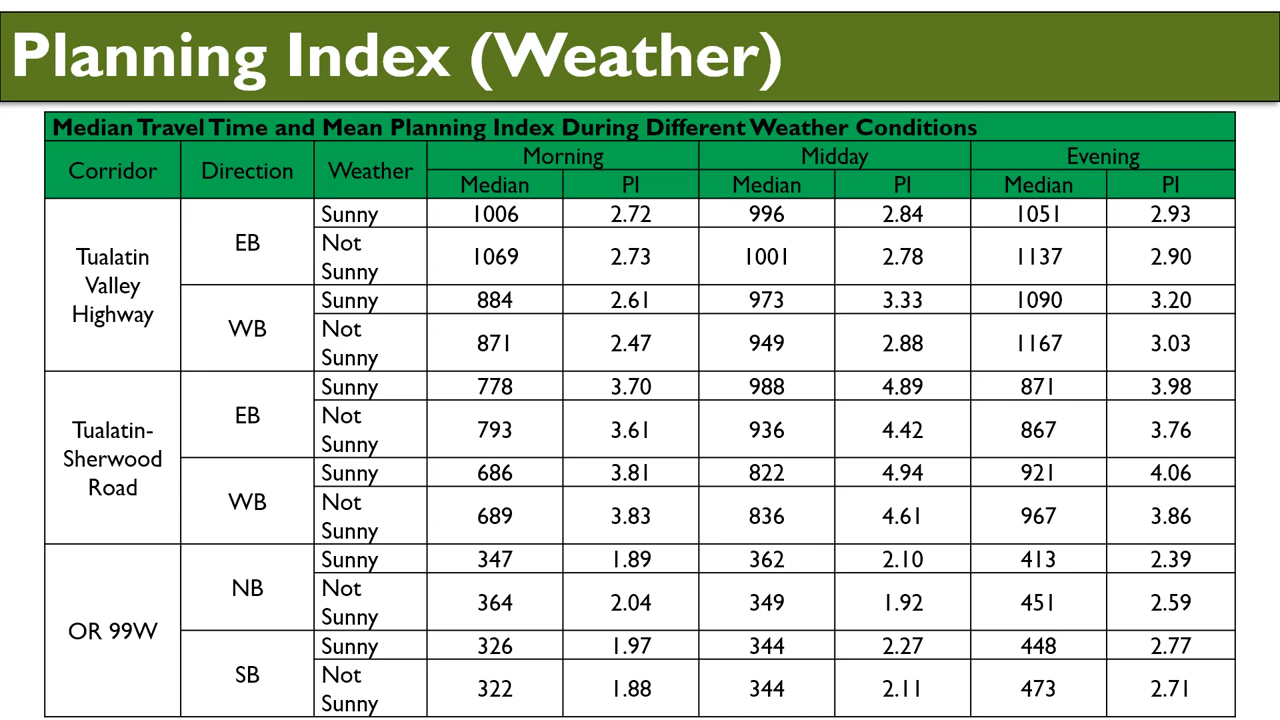 Planning Index (Weather)
Median Travel Time and Mean Planning Index During Different Weather Conditions
Corridor Direction Weather Morning Midday Evening
Median PI Median PI Median PI
Tualatin Valley Highway EB Sunny 1006 2.72 996 2.84 1051 2.93
Not Sunny 1069 2.73 1001 2.78 1137 2.90
WB Sunny 884 2.61 973 3.33 1090 3.20
Not Sunny 871 2.47 949 2.88 1167 3.03
Tualatin-Sherwood Road EB Sunny 778 3.70 988 4.89 871 3.98
Not Sunny 793 3.61 936 4.42 867 3.76
WB Sunny 686 3.81 822 4.94 921 4.06
Not Sunny 689 3.83 836 4.61 967 3.86
OR 99W NB Sunny 347 1.89 362 2.10 413 2.39
Not Sunny 364 2.04 349 1.92 451 2.59
SB Sunny 326 1.97 344 2.27 448 2.77
Not Sunny 322 1.88 344 2.11 473 2.71